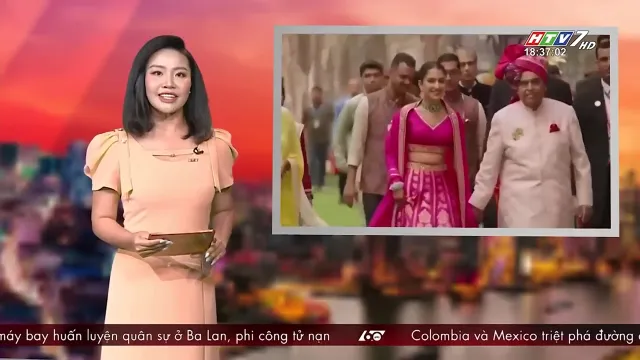 HTV7 HD
18:37:02
máy bay huấn luyện quân sự ở Ba Lan, phi công tử nạn
60
Colombia và Mexico triệt phá đường